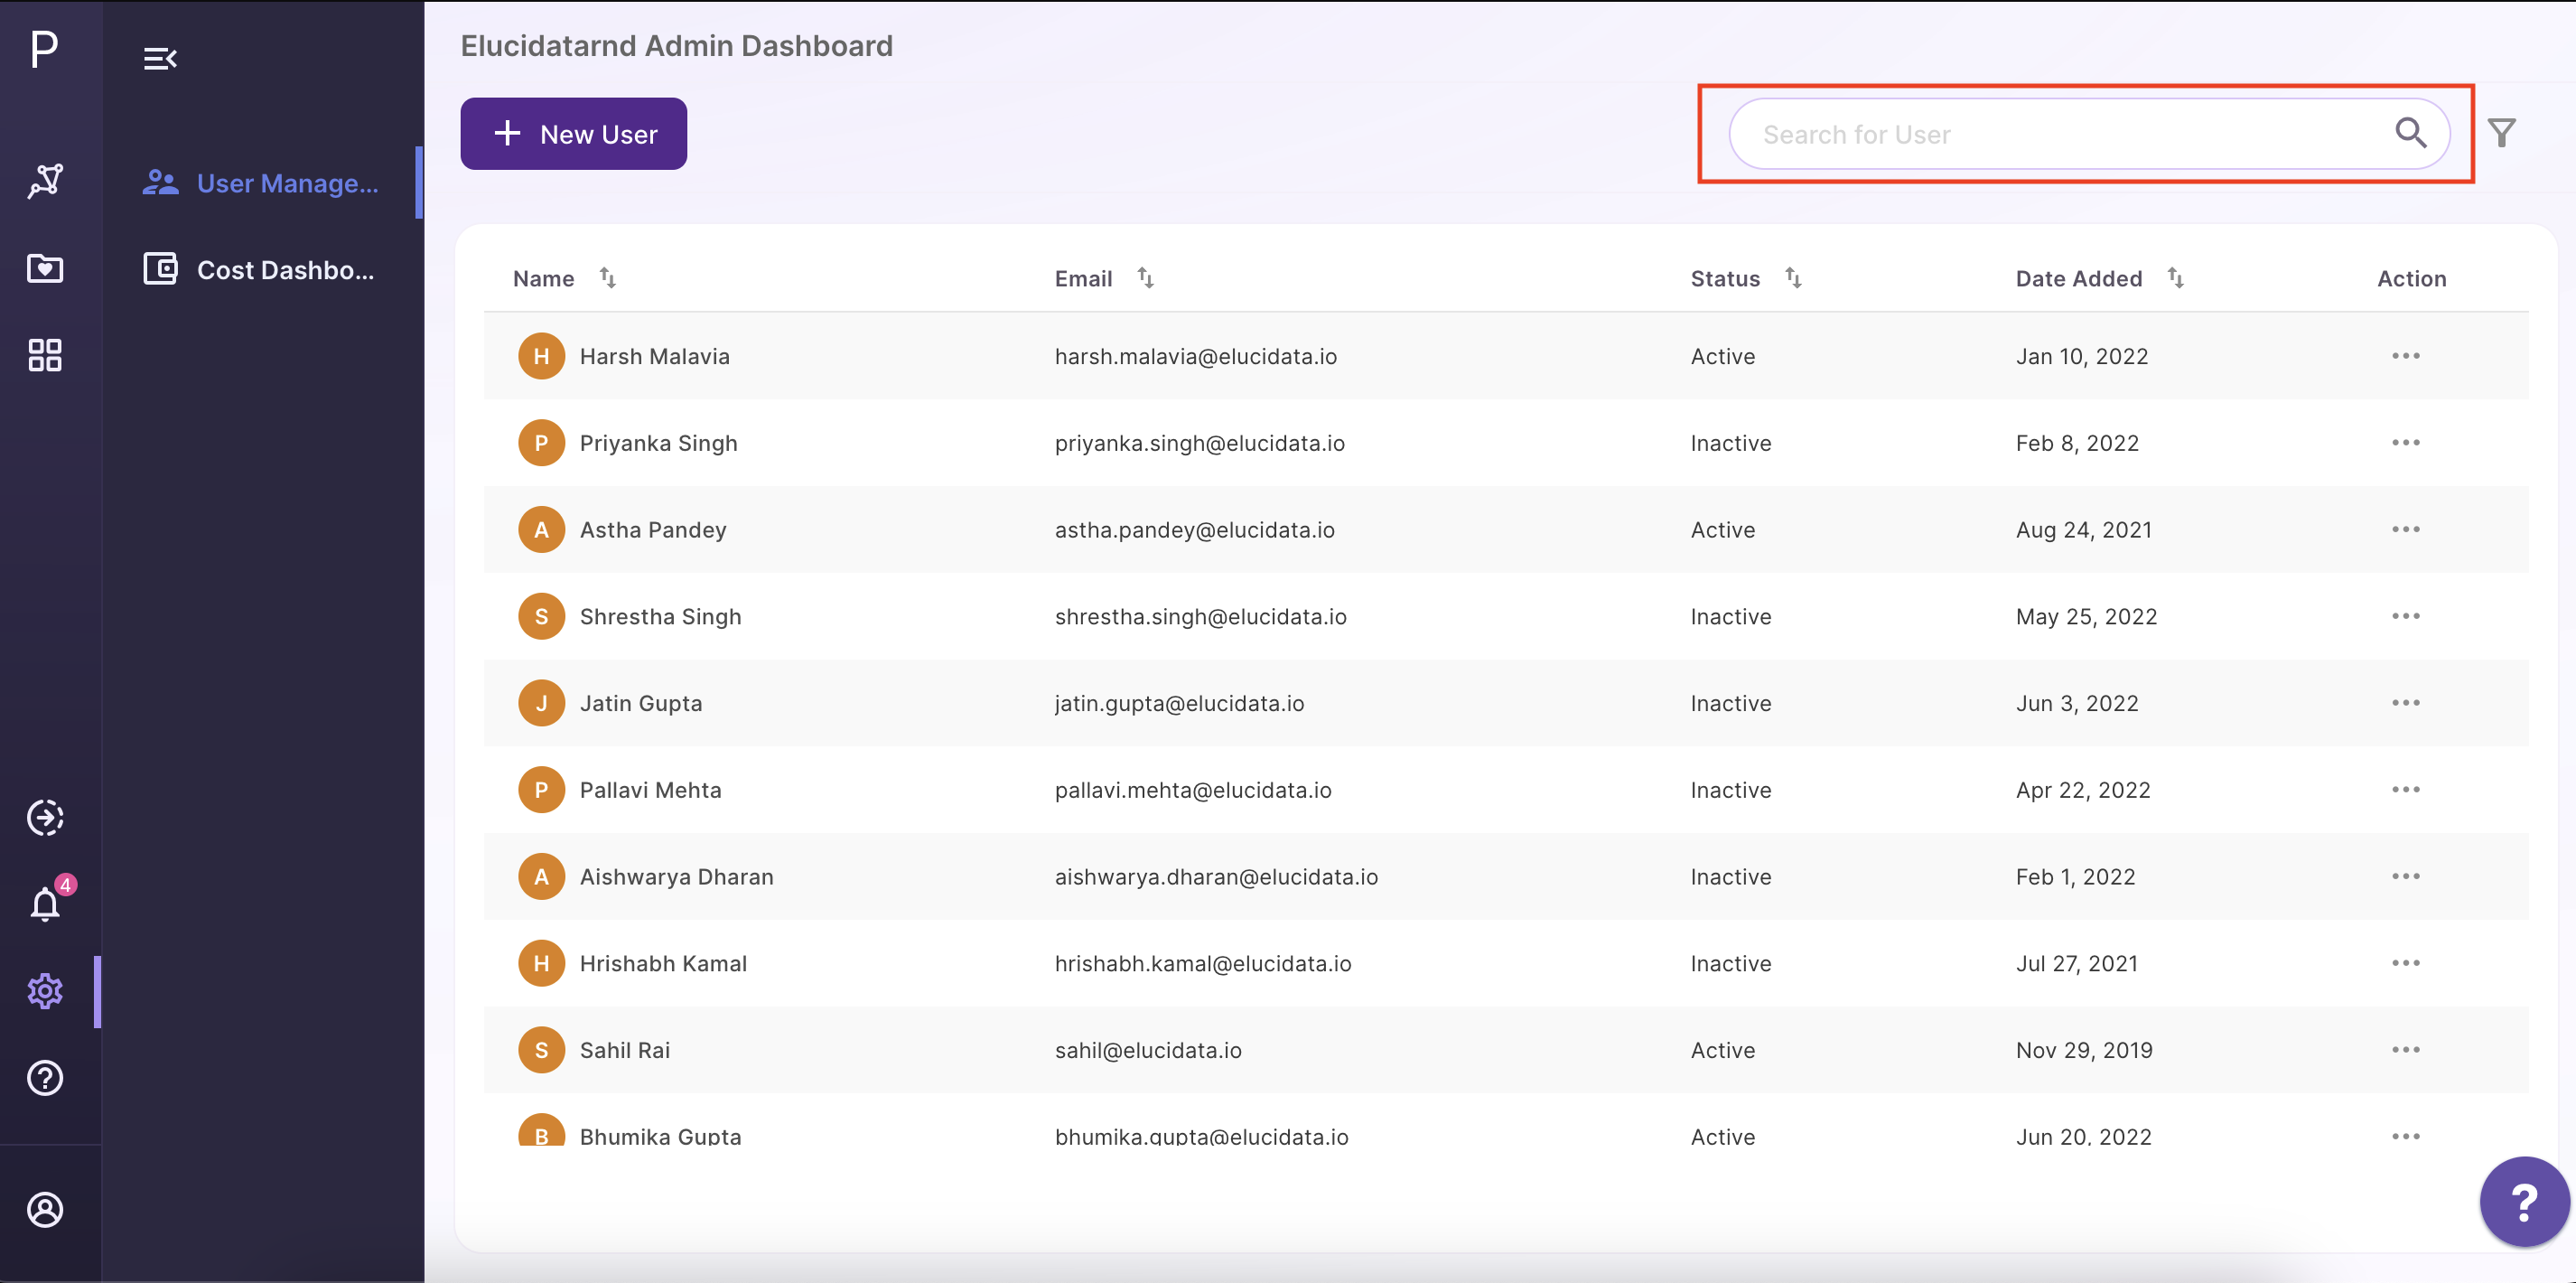 P
Elucidatarnd Admin Dashboard
+ New User
Search for User
User Manage...
Cost Dashbo...
Name Email Status Date Added Action
H Harsh Malavia harsh.malavia@elucidata.io Active Jan 10, 2022
P Priyanka Singh priyanka.singh@elucidata.io Inactive Feb 8, 2022
A Astha Pandey astha.pandey@elucidata.io Active Aug 24, 2021
S Shrestha Singh shrestha.singh@elucidata.io Inactive May 25, 2022
J Jatin Gupta jatin.gupta@elucidata.io Inactive Jun 3, 2022
P Pallavi Mehta pallavi.mehta@elucidata.io Inactive Apr 22, 2022
A Aishwarya Dharan aishwarya.dharan@elucidata.io Inactive Feb 1, 2022
4
H Hrishabh Kamal hrishabh.kamal@elucidata.io Inactive Jul 27, 2021
S Sahil Rai sahil@elucidata.io Active Nov 29, 2019
?
B Bhumika Gupta bhumika.gupta@elucidata.io Active Jun 20, 2022
?